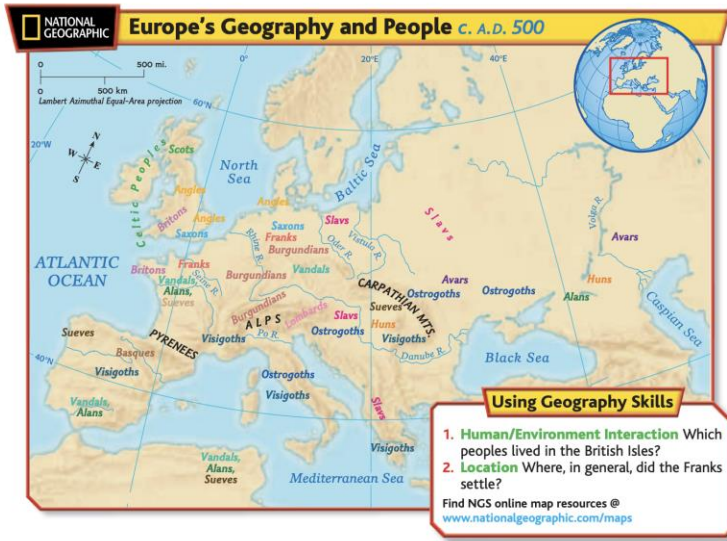 NATIONAL
GEOGRAPHIC
Europe's Geography and People C. A.D. 500
0 500 mi.
0 500 km
Lambert Azimuthal Equal-Area projection
0°
20°E
40°E
60°N
20°W
N
W E
S
Scots
North
Sea
Baltic Sea
Celtic Peoples
Angles
Britons
Angles
Saxons
Angles
Saxons
Franks
Burgundians
Rhine R.
Slavs
Oder R.
Vistula R.
Slavs
Volga R.
Avars
ATLANTIC
OCEAN
Britons
Franks
Vandals,
Alans,
Sueves
Seine R.
Burgundians
Vandals
CARPATHIAN MTS.
Avars
Ostrogoths
Ostrogoths
Huns
Alans
Caspian Sea
Burgundians
ALPS
Lombards
Slavs
Sueves
Sueves
PYRENEES
Visigoths
Po R.
Ostrogoths
Huns
Visigoths
Danube R.
Black Sea
40°N
Basques
Visigoths
Ostrogoths
Visigoths
Vandals,
Alans
Slavs
Visigoths
Vandals,
Alans,
Sueves
Mediterranean Sea
Using Geography Skills
1. Human/Environment Interaction Which
peoples lived in the British Isles?
2. Location Where, in general, did the Franks
settle?
Find NGS online map resources @
www.nationalgeographic.com/maps